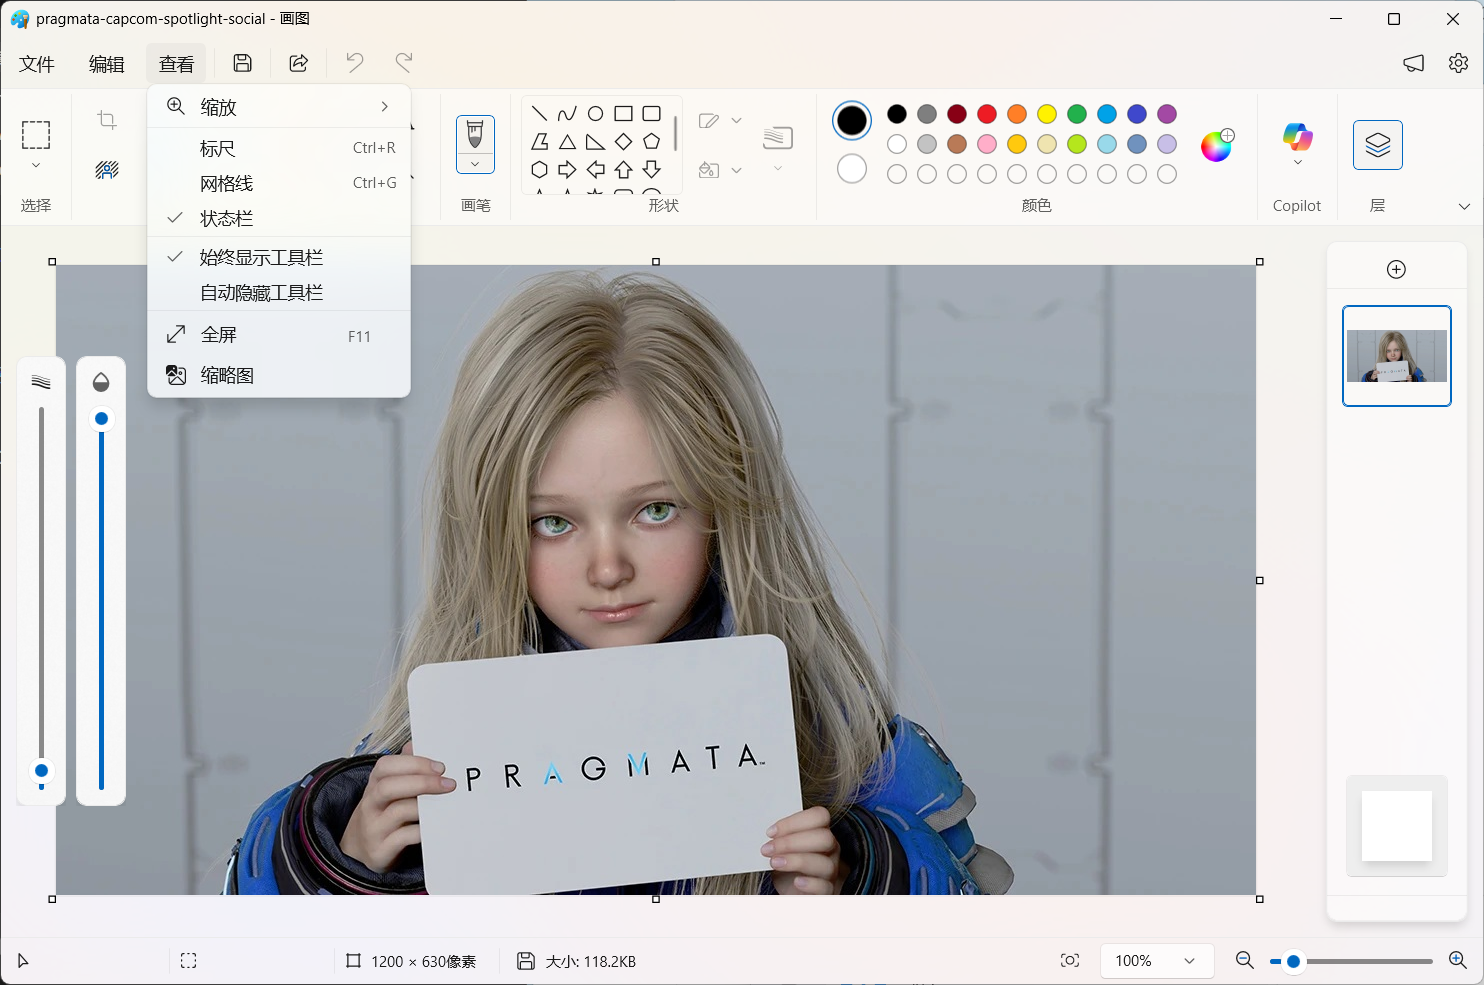 pragmata-capcom-spotlight-social - 画图
文件 编辑 查看
缩放
标尺 Ctrl+R
网格线 Ctrl+G
状态栏
始终显示工具栏
自动隐藏工具栏
全屏 F11
缩略图
选择 画笔 形状 颜色 Copilot 层
PRAGMATA™
1200 × 630像素 大小: 118.2KB 100%